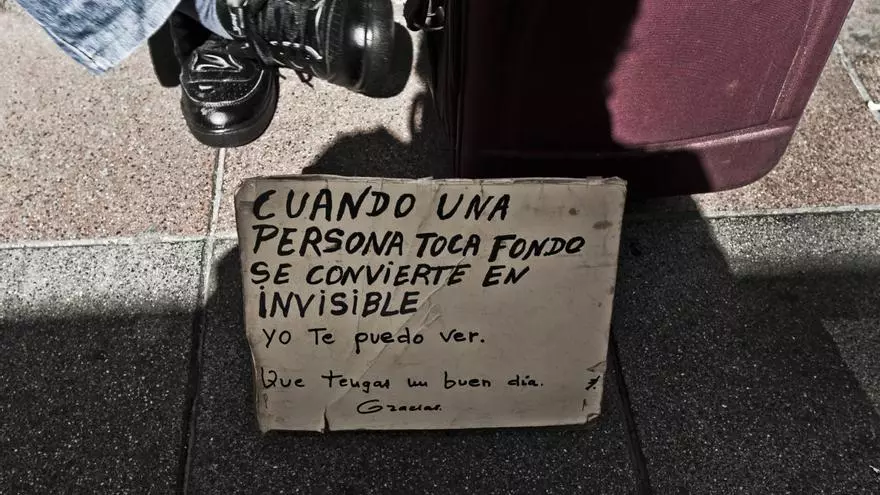 CUANDO UNA
PERSONA TOCA FONDO
SE CONVIERTE EN
INVISIBLE
YO Te puedo ver.
Que tengas un buen día.
Gracias.